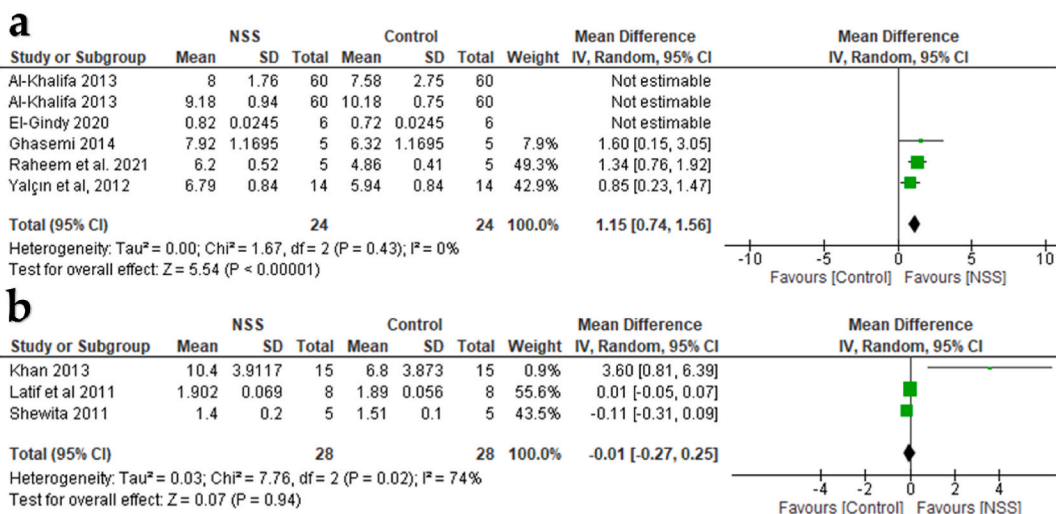 a
NSS Control Mean Difference Mean Difference
Study or Subgroup Mean SD Total Mean SD Total Weight IV, Random, 95% CI IV, Random, 95% CI
Al-Khalifa 2013 8 1.76 60 7.58 2.75 60 Not estimable
Al-Khalifa 2013 9.18 0.94 60 10.18 0.75 60 Not estimable
El-Gindy 2020 0.82 0.0245 6 0.72 0.0245 6 Not estimable
Ghasemi 2014 7.92 1.1695 5 6.32 1.1695 5 7.9% 1.60 [0.15, 3.05]
Raheem et al. 2021 6.2 0.52 5 4.86 0.41 5 49.3% 1.34 [0.76, 1.92]
Yalçın et al, 2012 6.79 0.84 14 5.94 0.84 14 42.9% 0.85 [0.23, 1.47]
Total (95% CI) 24 24 100.0% 1.15 [0.74, 1.56]
Heterogeneity: Tau² = 0.00; Chi² = 1.67, df = 2 (P = 0.43); I² = 0%
Test for overall effect: Z = 5.54 (P < 0.00001)
-10 -5 0 5 10
Favours [Control] Favours [NSS]
b
NSS Control Mean Difference Mean Difference
Study or Subgroup Mean SD Total Mean SD Total Weight IV, Random, 95% CI IV, Random, 95% CI
Khan 2013 10.4 3.9117 15 6.8 3.873 15 0.9% 3.60 [0.81, 6.39]
Latif et al 2011 1.902 0.069 8 1.89 0.056 8 55.6% 0.01 [-0.05, 0.07]
Shewita 2011 1.4 0.2 5 1.51 0.1 5 43.5% -0.11 [-0.31, 0.09]
Total (95% CI) 28 28 100.0% -0.01 [-0.27, 0.25]
Heterogeneity: Tau² = 0.03; Chi² = 7.76, df = 2 (P = 0.02); I² = 74%
Test for overall effect: Z = 0.07 (P = 0.94)
-4 -2 0 2 4
Favours [Control] Favours [NSS]